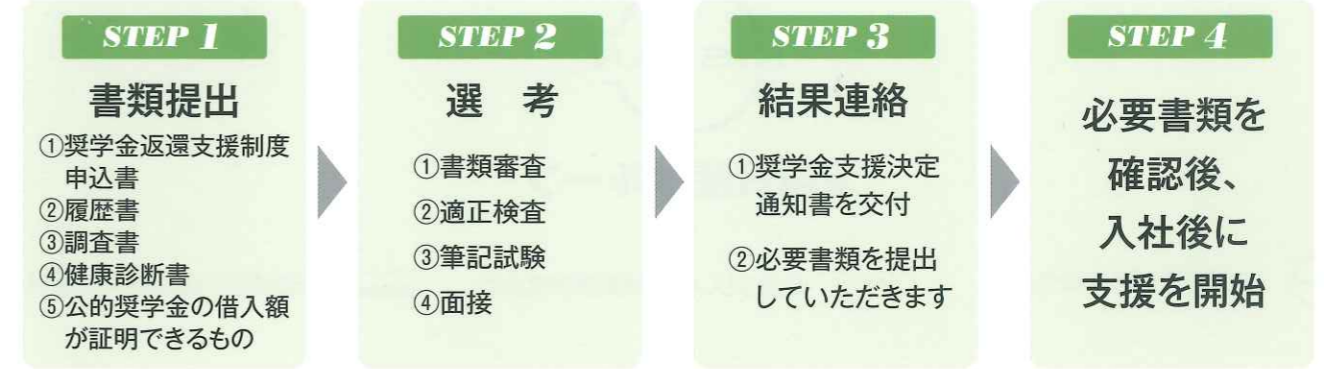 STEP 1
書類提出
①奨学金返還支援制度
申込書
②履歴書
③調査書
④健康診断書
⑤公的奨学金の借入額
が証明できるもの
STEP 2
選 考
①書類審査
②適正検査
③筆記試験
④面接
STEP 3
結果連絡
①奨学金支援決定
通知書を交付
②必要書類を提出
していただきます
STEP 4
必要書類を
確認後、
入社後に
支援を開始